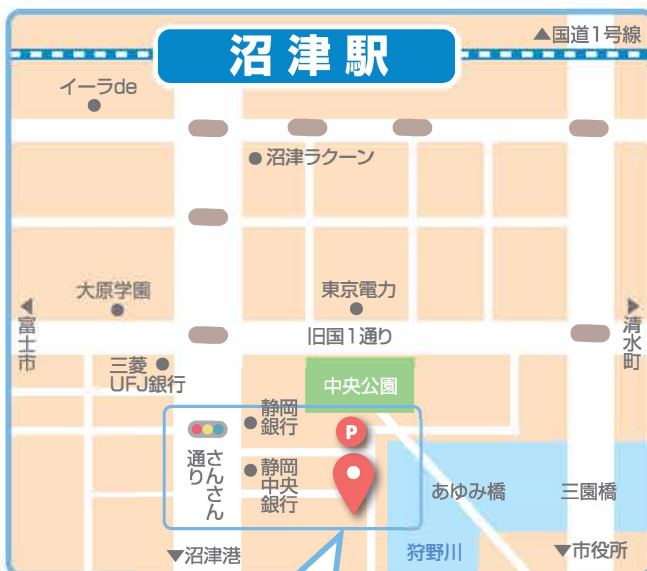 ▲国道1号線
沼津駅
イーラde
沼津ラクーン
大原学園
東京電力
◀富士市
▶清水町
旧国1通り
三菱
UFJ銀行
中央公園
静岡
銀行
P
さんさん
通り
静岡
中央
銀行
あゆみ橋
三園橋
▼沼津港
狩野川
▼市役所